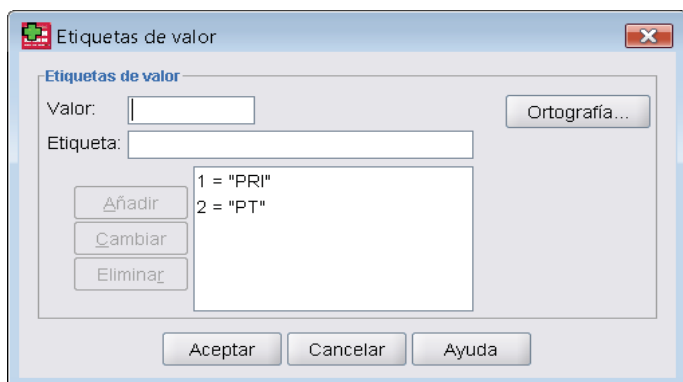 Etiquetas de valor
Etiquetas de valor
Valor:
Ortografía...
Etiqueta:
1 = "PRI"
2 = "PT"
Añadir
Cambiar
Eliminar
Aceptar Cancelar Ayuda